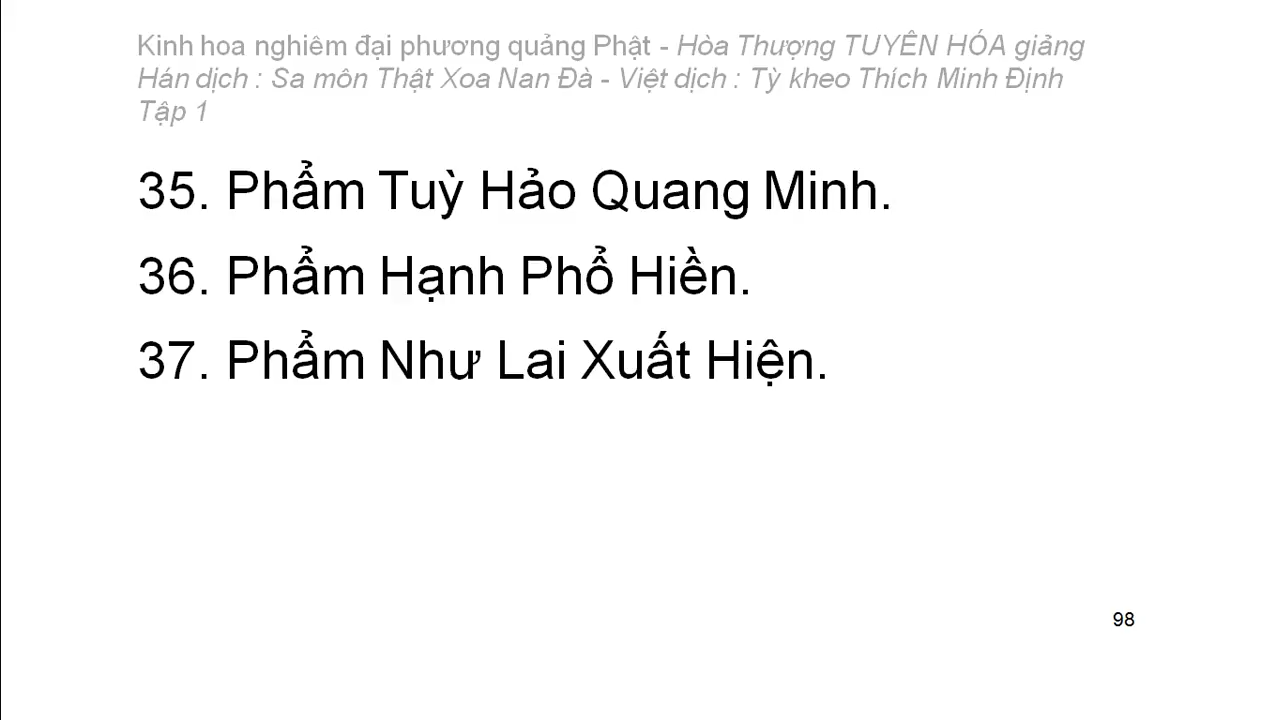 Kinh hoa nghiêm đại phương quảng Phật - Hòa Thượng TUYÊN HÓA giảng
Hán dịch : Sa môn Thật Xoa Nan Đà - Việt dịch : Tỳ kheo Thích Minh Định
Tập 1
35. Phẩm Tuỳ Hảo Quang Minh.
36. Phẩm Hạnh Phổ Hiền.
37. Phẩm Như Lai Xuất Hiện.
98